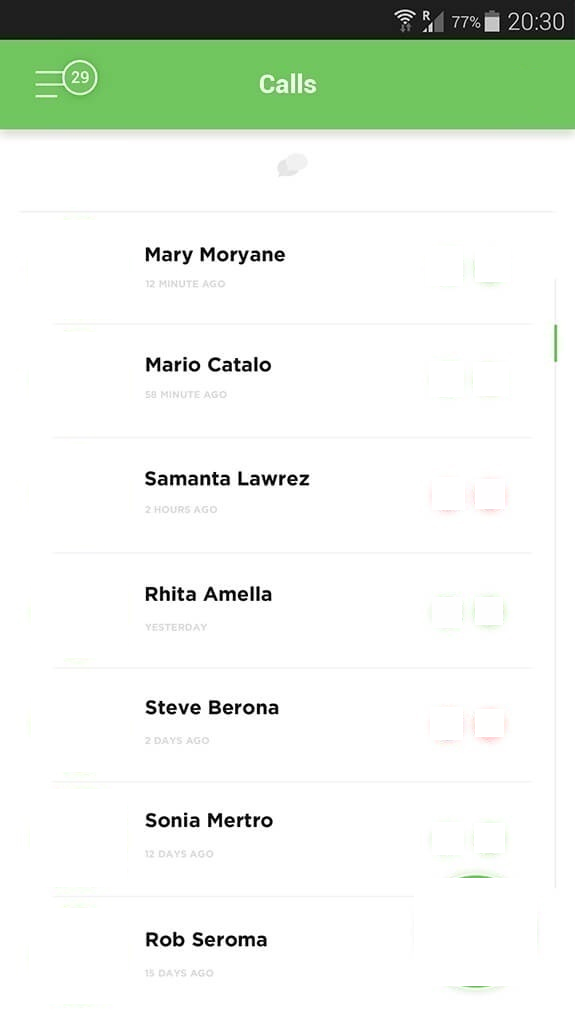 R 77% 20:30
29
Calls
Mary Moryane
12 MINUTE AGO
Mario Catalo
58 MINUTE AGO
Samanta Lawrez
2 HOURS AGO
Rhita Amella
YESTERDAY
Steve Berona
2 DAYS AGO
Sonia Mertro
12 DAYS AGO
Rob Seroma
15 DAYS AGO